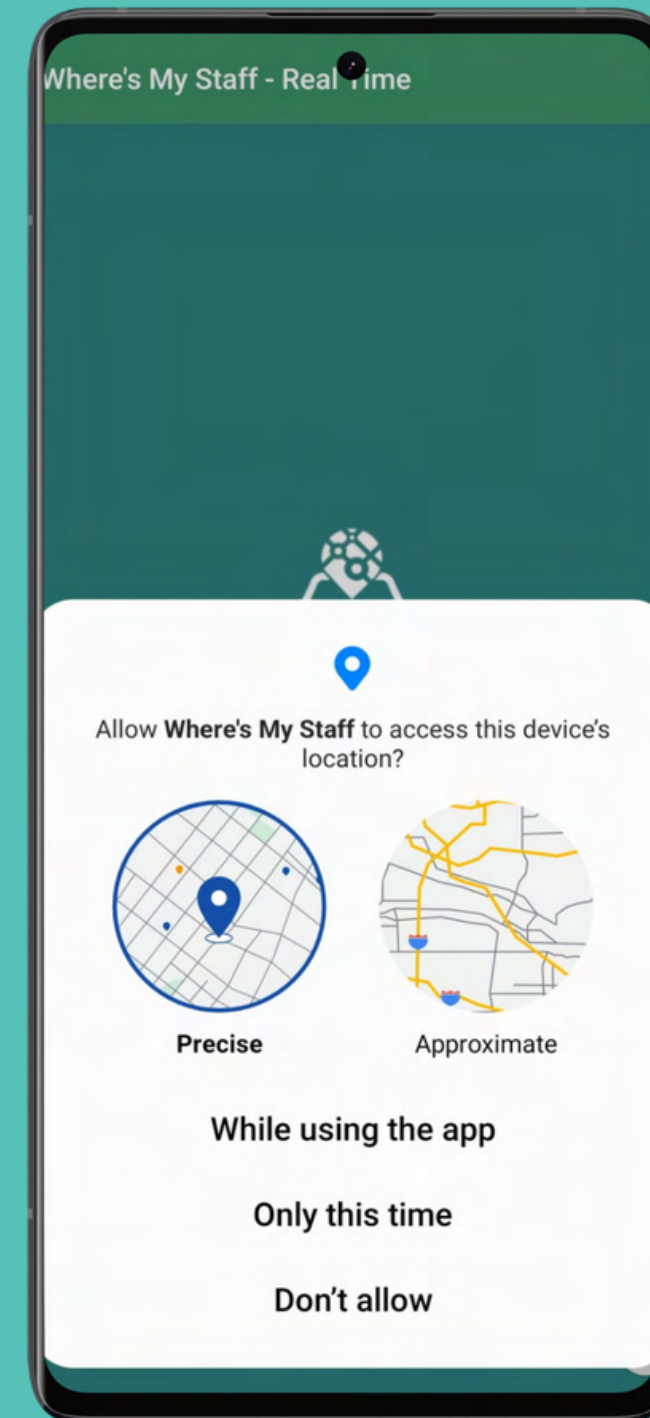 Where's My Staff - Real Time
Allow Where's My Staff to access this device's
location?
Precise
Approximate
While using the app
Only this time
Don’t allow